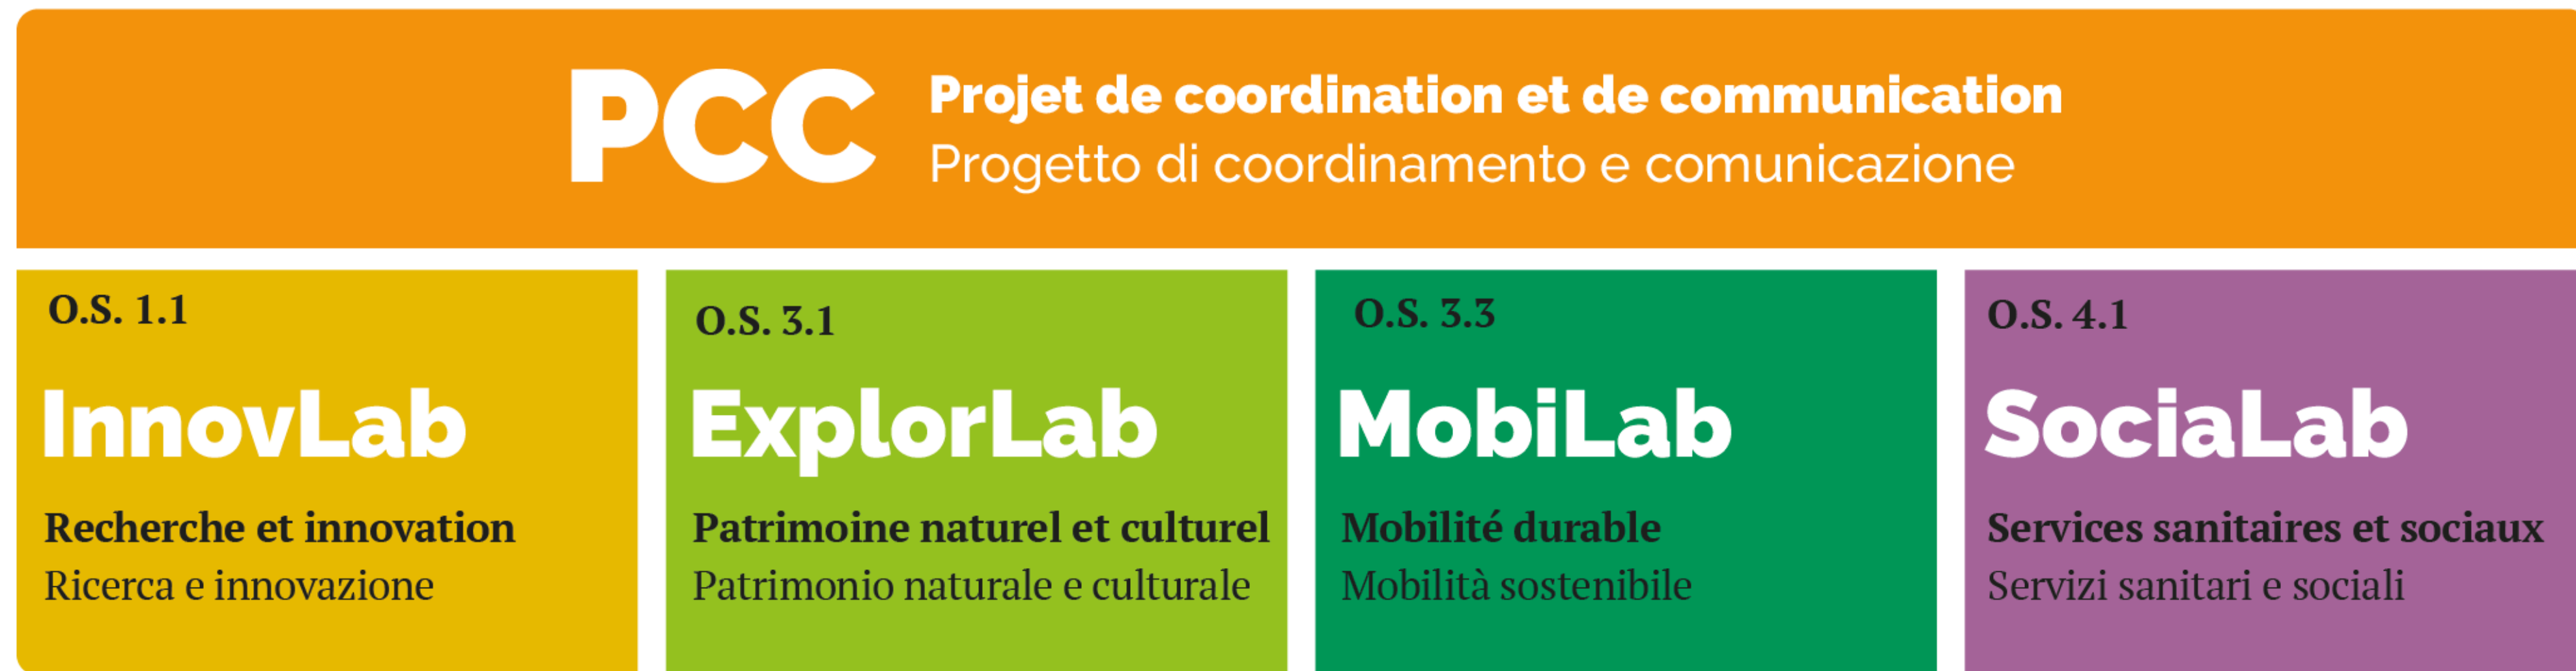 PCC
Projet de coordination et de communication
Progetto di coordinamento e comunicazione
O.S. 1.1
InnovLab
Recherche et innovation
Ricerca e innovazione
O.S. 3.1
ExplorLab
Patrimoine naturel et culturel
Patrimonio naturale e culturale
O.S. 3.3
MobiLab
Mobilité durable
Mobilità sostenibile
O.S. 4.1
SociaLab
Services sanitaires et sociaux
Servizi sanitari e sociali